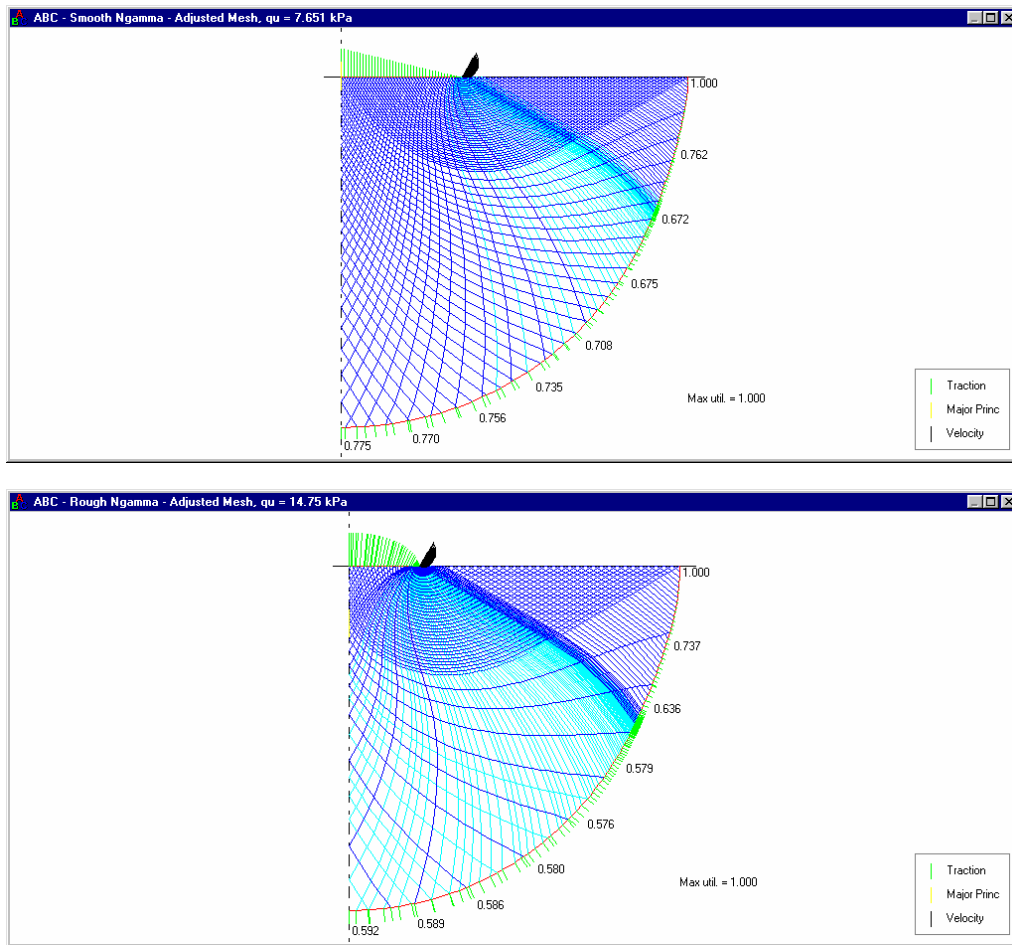 ABC - Smooth Ngamma - Adjusted Mesh, qu = 7.651 kPa
1.000
0.762
0.672
0.675
0.708
0.735
0.756
0.770
0.775
Max util. = 1.000
Traction
Major Princ
Velocity
ABC - Rough Ngamma - Adjusted Mesh, qu = 14.75 kPa
1.000
0.737
0.636
0.579
0.576
0.580
0.586
0.589
0.592
Max util. = 1.000
Traction
Major Princ
Velocity